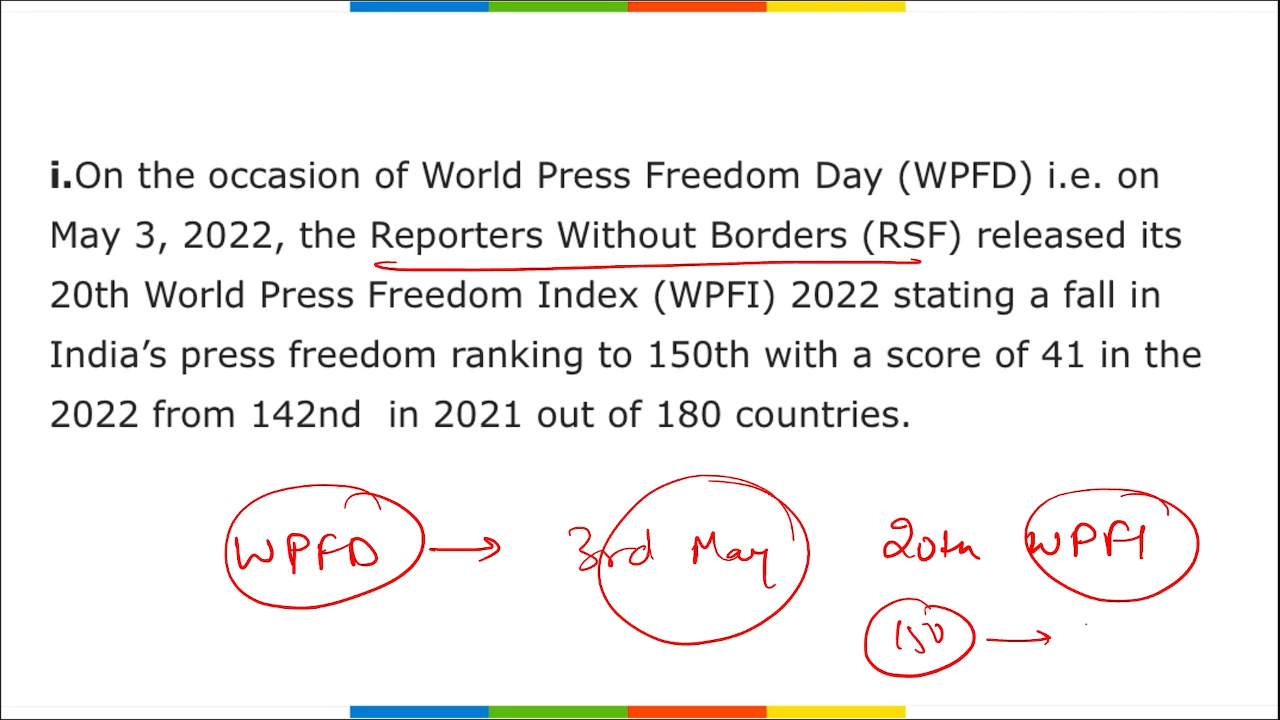 i.On the occasion of World Press Freedom Day (WPFD) i.e. on
May 3, 2022, the Reporters Without Borders (RSF) released its
20th World Press Freedom Index (WPFI) 2022 stating a fall in
India’s press freedom ranking to 150th with a score of 41 in the
2022 from 142nd in 2021 out of 180 countries.
WPFD → 3rd May 20th WPFI
150 →